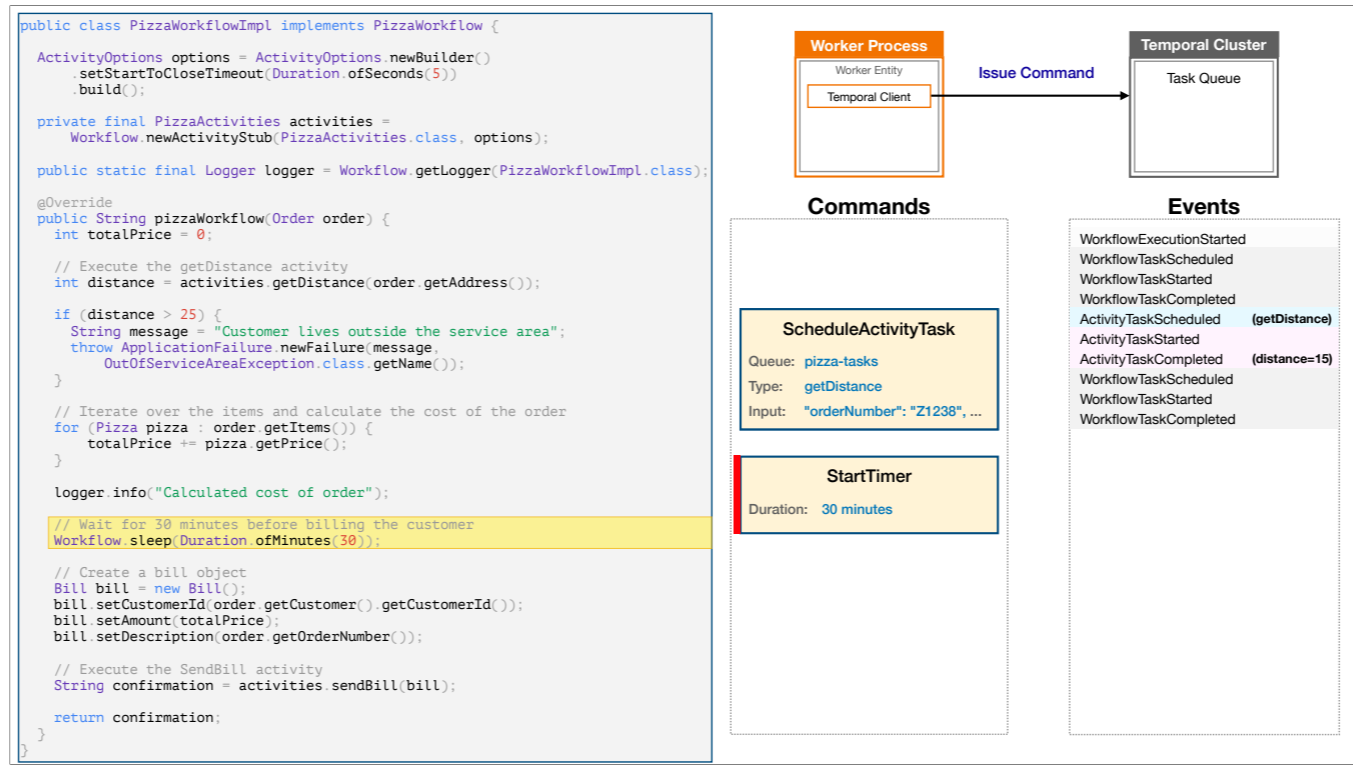 public class PizzaWorkflowImpl implements PizzaWorkflow {
ActivityOptions options = ActivityOptions.newBuilder()
.setStartToCloseTimeout(Duration.ofSeconds(5))
.build();
private final PizzaActivities activities =
Workflow.newActivityStub(PizzaActivities.class, options);
public static final Logger logger = Workflow.getLogger(PizzaWorkflowImpl.class);
@Override
public String pizzaWorkflow(Order order) {
int totalPrice = 0;
// Execute the getDistance activity
int distance = activities.getDistance(order.getAddress());
if (distance > 25) {
String message = "Customer lives outside the service area";
throw ApplicationFailure.newFailure(message,
OutOfServiceAreaException.class.getName());
}
// Iterate over the items and calculate the cost of the order
for (Pizza pizza : order.getItems()) {
totalPrice += pizza.getPrice();
}
logger.info("Calculated cost of order");
// Wait for 30 minutes before billing the customer
Workflow.sleep(Duration.ofMinutes(30));
// Create a bill object
Bill bill = new Bill();
bill.setCustomerId(order.getCustomer().getCustomerId());
bill.setAmount(totalPrice);
bill.setDescription(order.getOrderNumber());
// Execute the SendBill activity
String confirmation = activities.sendBill(bill);
return confirmation;
}
}
Worker Process
Worker Entity
Temporal Client
Issue Command
Temporal Cluster
Task Queue
Commands
ScheduleActivityTask
Queue: pizza-tasks
Type: getDistance
Input: "orderNumber": "Z1238", ...
StartTimer
Duration: 30 minutes
Events
WorkflowExecutionStarted
WorkflowTaskScheduled
WorkflowTaskStarted
WorkflowTaskCompleted
ActivityTaskScheduled (getDistance)
ActivityTaskStarted
ActivityTaskCompleted (distance=15)
WorkflowTaskScheduled
WorkflowTaskStarted
WorkflowTaskCompleted